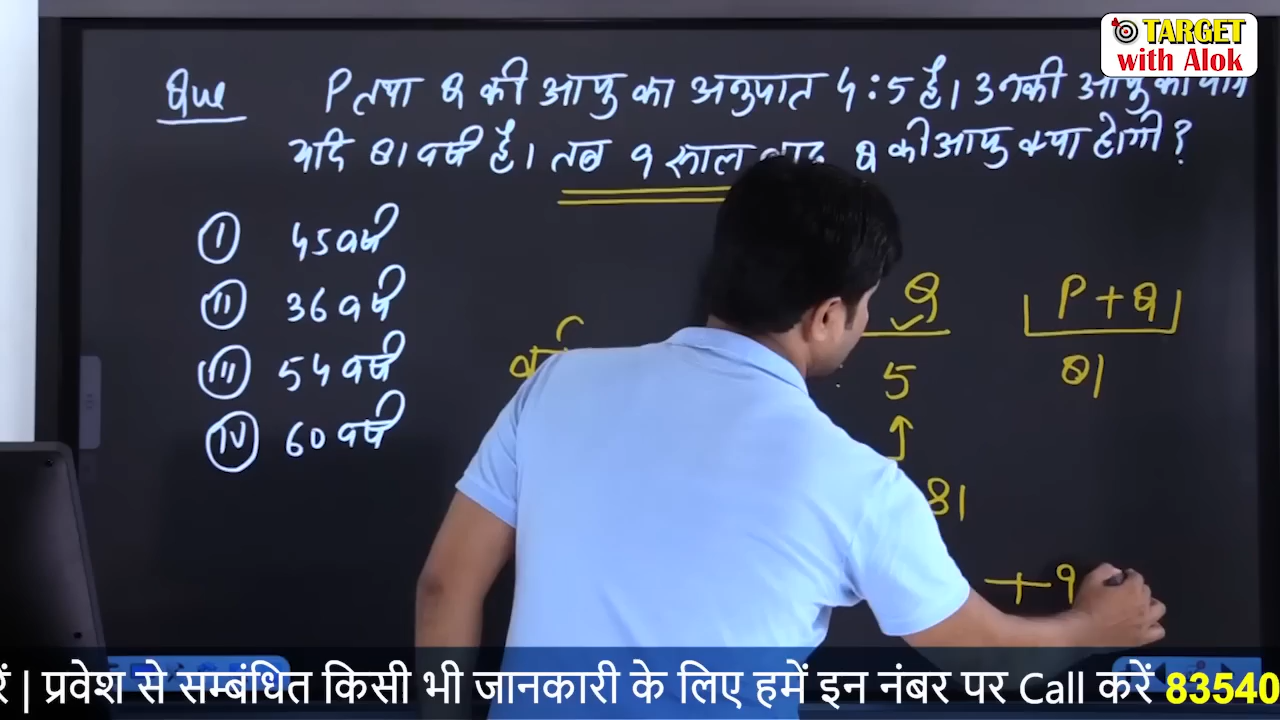 TARGET
with Alok
Que P तथा Q की आयु का अनुपात 4:5 है। उनकी आयु का योग
यदि 81 वर्ष है। तब 9 साल बाद Q की आयु क्या होगी?
I 45 वर्ष
II 36 वर्ष
III 54 वर्ष
IV 60 वर्ष
Q P+Q
5 81
81
+9
प्रवेश से सम्बंधित किसी भी जानकारी के लिए हमें इन नंबर पर Call करें 83540